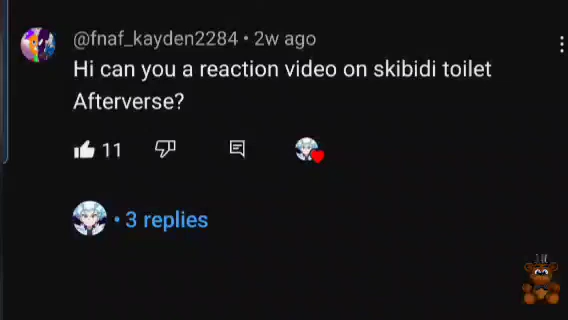 @fnaf_kayden2284 • 2w ago
Hi can you a reaction video on skibidi toilet
Afterverse?
11
• 3 replies